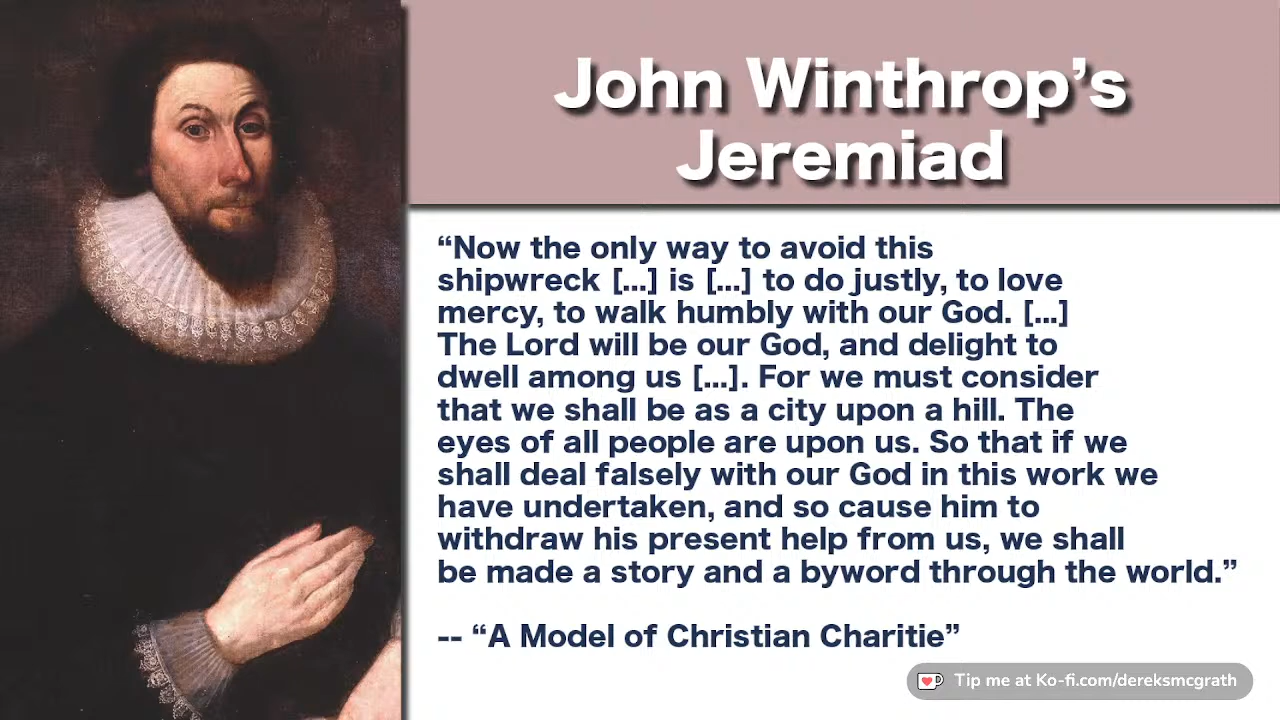 John Winthrop’s
Jeremiad
“Now the only way to avoid this
shipwreck [...] is [...] to do justly, to love
mercy, to walk humbly with our God. [...]
The Lord will be our God, and delight to
dwell among us [...]. For we must consider
that we shall be as a city upon a hill. The
eyes of all people are upon us. So that if we
shall deal falsely with our God in this work we
have undertaken, and so cause him to
withdraw his present help from us, we shall
be made a story and a byword through the world.”
-- “A Model of Christian Charitie”
Tip me at Ko-fi.com/dereksmcgrath